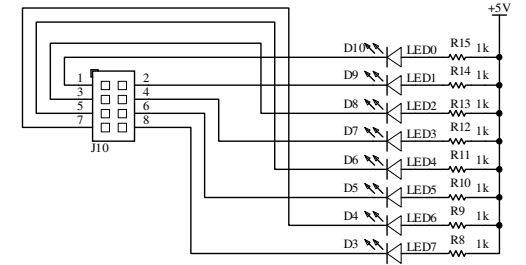 +5V
D10 LED0 R15 1k
1 2 D9 LED1 R14 1k
3 4 D8 LED2 R13 1k
5 6 D7 LED3 R12 1k
7 8 D6 LED4 R11 1k
J10
D5 LED5 R10 1k
D4 LED6 R9 1k
D3 LED7 R8 1k